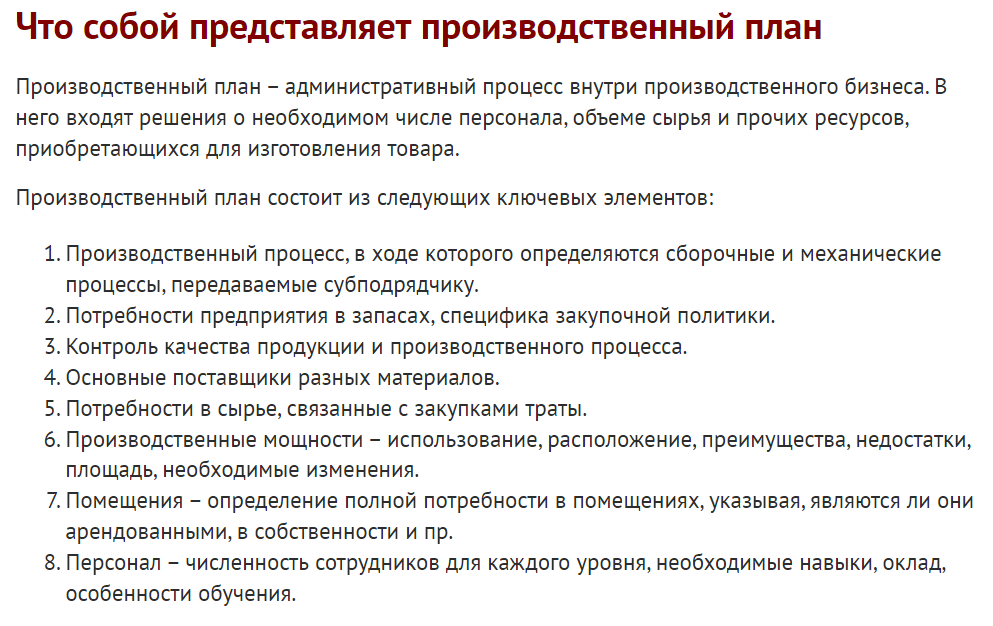 Что собой представляет производственный план
Производственный план – административный процесс внутри производственного бизнеса. В
него входят решения о необходимом числе персонала, объеме сырья и прочих ресурсов,
приобретающихся для изготовления товара.
Производственный план состоит из следующих ключевых элементов:
1. Производственный процесс, в ходе которого определяются сборочные и механические
процессы, передаваемые субподрядчику.
2. Потребности предприятия в запасах, специфика закупочной политики.
3. Контроль качества продукции и производственного процесса.
4. Основные поставщики разных материалов.
5. Потребности в сырье, связанные с закупками траты.
6. Производственные мощности – использование, расположение, преимущества, недостатки,
площадь, необходимые изменения.
7. Помещения – определение полной потребности в помещениях, указывая, являются ли они
арендованными, в собственности и пр.
8. Персонал – численность сотрудников для каждого уровня, необходимые навыки, оклад,
особенности обучения.